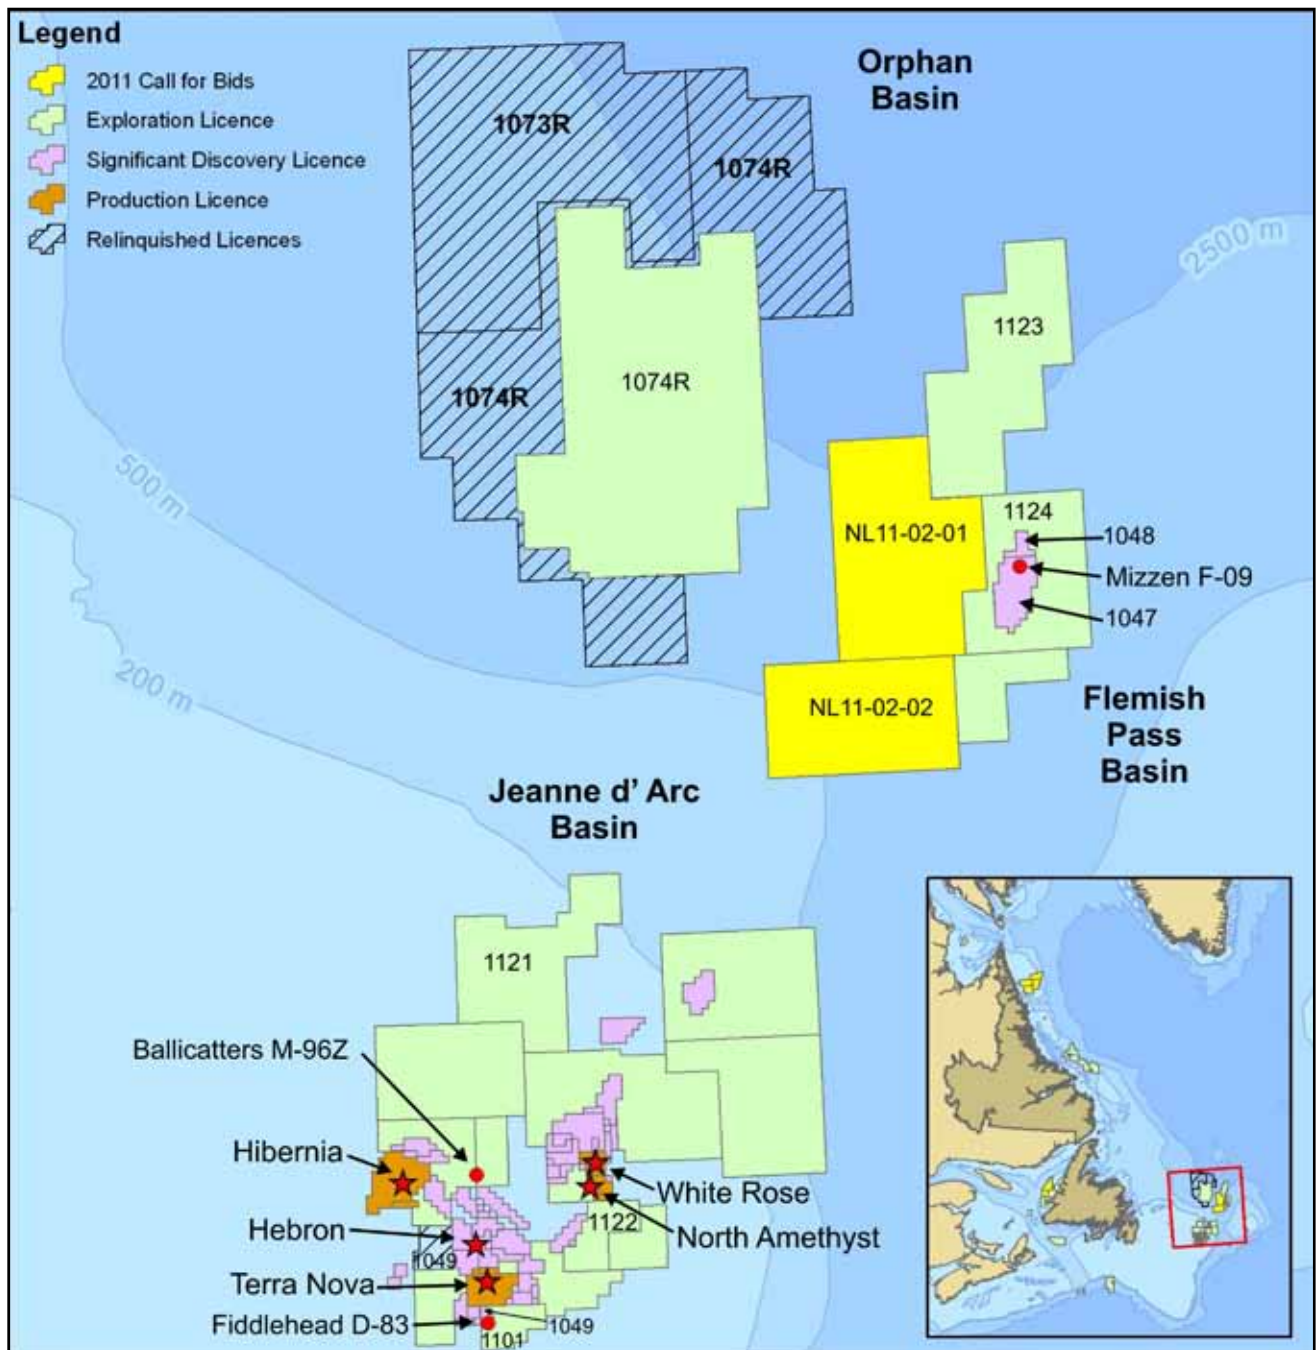 Legend
2011 Call for Bids
Exploration Licence
Significant Discovery Licence
Production Licence
Relinquished Licences
Orphan
Basin
1073R
1074R
2500 m
1123
1074R
1074R
500 m
NL11-02-01
1124
1048
Mizzen F-09
1047
200 m
NL11-02-02
Flemish
Pass
Basin
Jeanne d' Arc
Basin
1121
Ballicatters M-96Z
Hibernia
White Rose
1122
North Amethyst
Hebron
1049
Terra Nova
Fiddlehead D-83
1049
1101